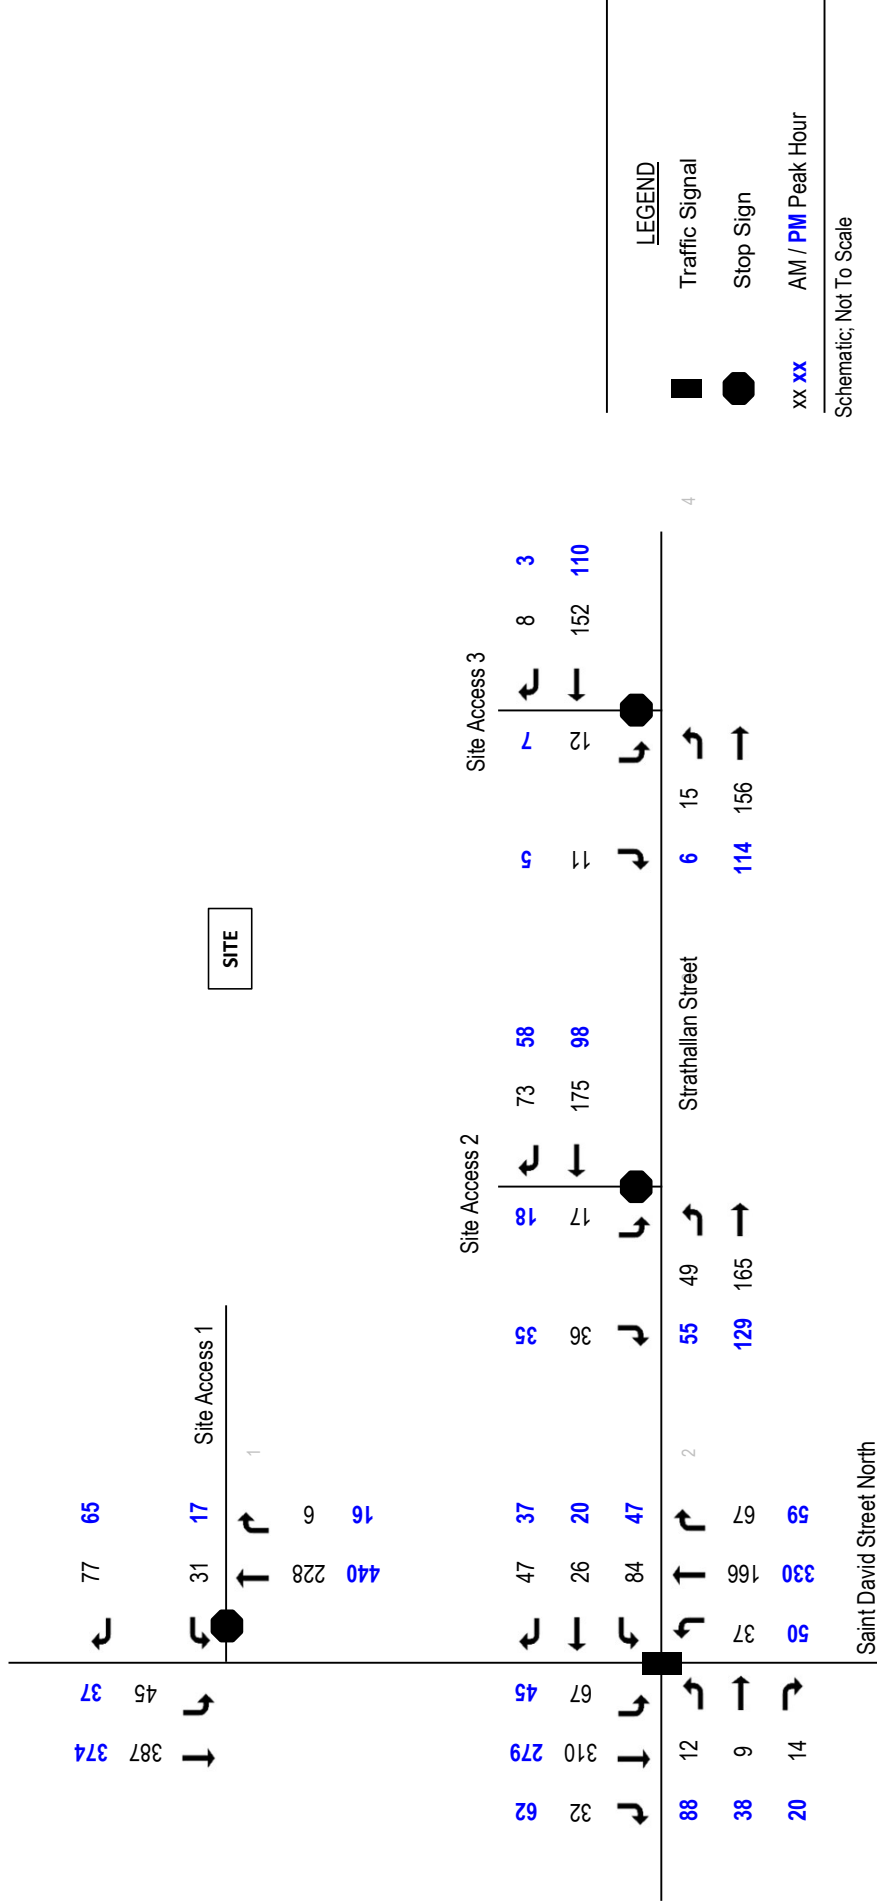 374 37 77 65
387 45
31 17 Site Access 1
SITE
1
228 9
440 16
Site Access 2
Site Access 3
62 279 45 47 37
32 310 67 26 20
84 47
35 18 73 58
36 17 175 98
5 7 8 3
11 12 152 110
88 12 2
38 9 37 166 67
20 14 50 330 59
55 49 Strathallan Street
129 165
6 15
114 156
4
Saint David Street North
LEGEND
Traffic Signal
Stop Sign
xx xx AM / PM Peak Hour
Schematic; Not To Scale